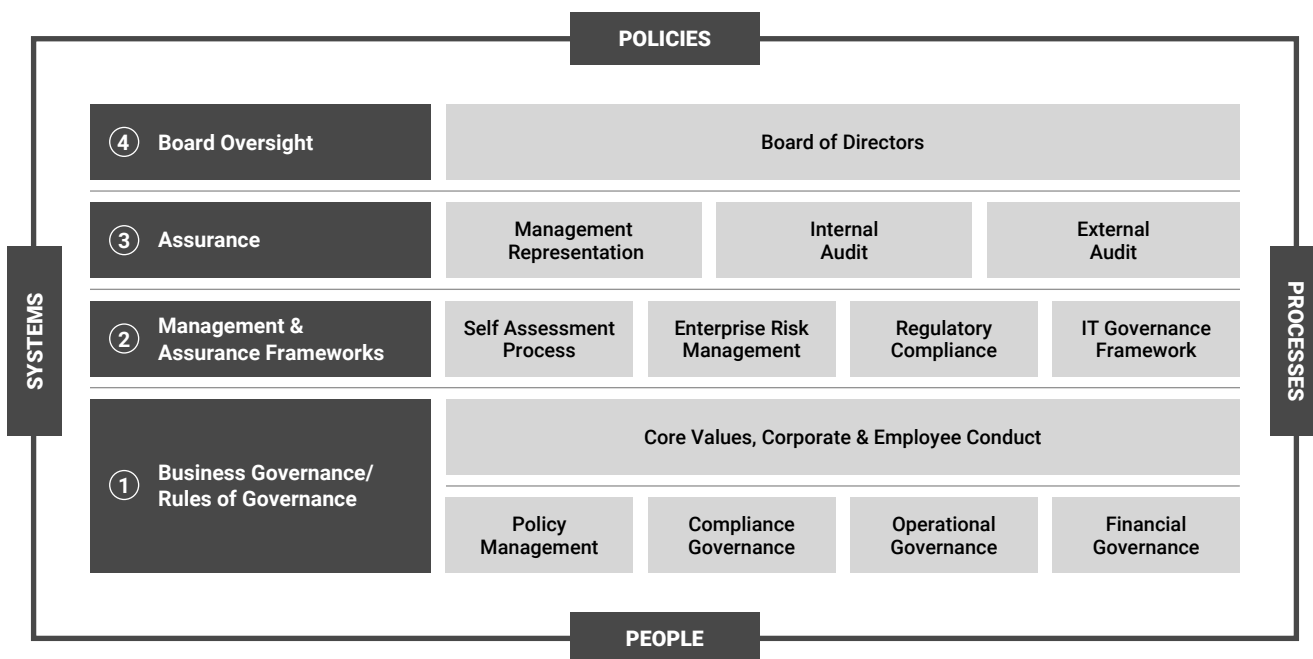 POLICIES
4 Board Oversight
Board of Directors
3 Assurance
Management
Representation
Internal
Audit
External
Audit
SYSTEMS
PROCESSES
2 Management &
Assurance Frameworks
Self Assessment
Process
Enterprise Risk
Management
Regulatory
Compliance
IT Governance
Framework
1 Business Governance/
Rules of Governance
Core Values, Corporate & Employee Conduct
Policy
Management
Compliance
Governance
Operational
Governance
Financial
Governance
PEOPLE